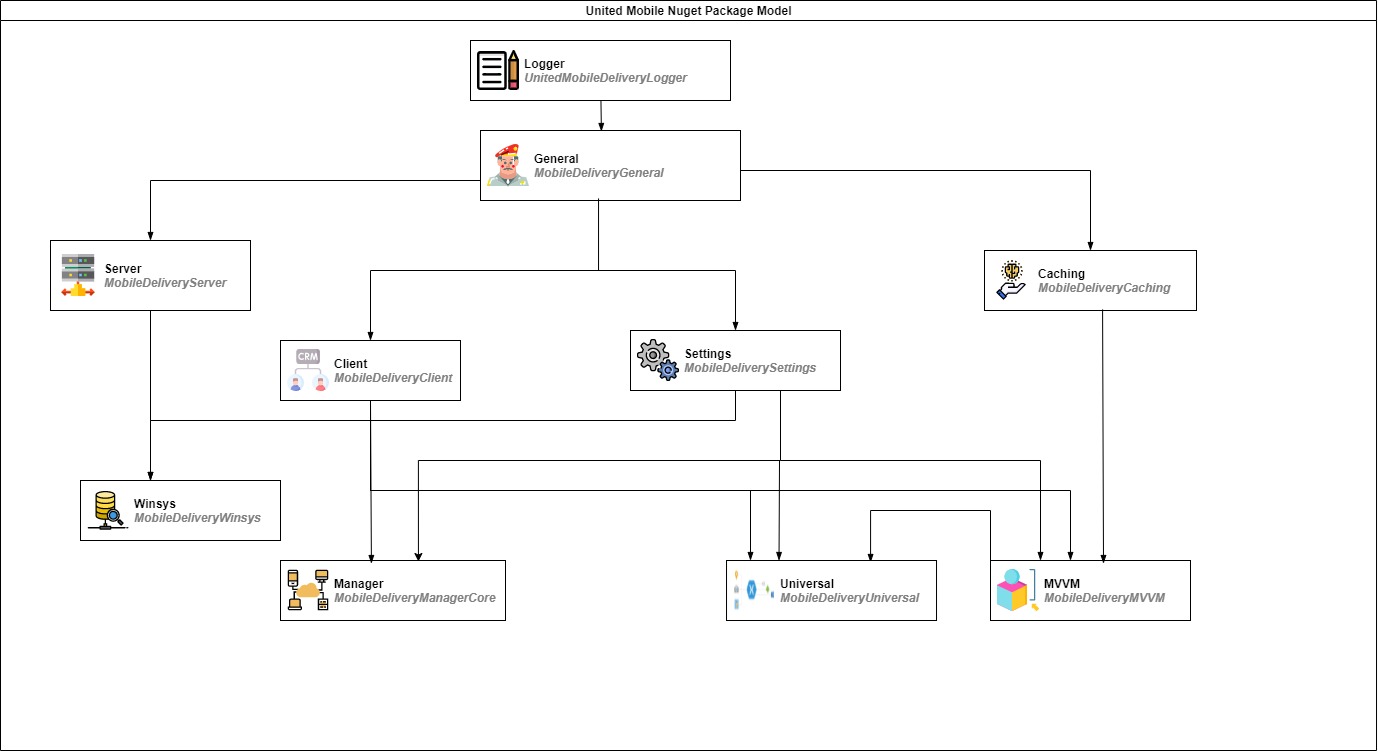 United Mobile Nuget Package Model
Logger
UnitedMobileDeliveryLogger
General
MobileDeliveryGeneral
Server
MobileDeliveryServer
Caching
MobileDeliveryCaching
CRM
Client
MobileDeliveryClient
Settings
MobileDeliverySettings
Winsys
MobileDeliveryWinsys
Manager
MobileDeliveryManagerCore
Universal
MobileDeliveryUniversal
MVVM
MobileDeliveryMVVM